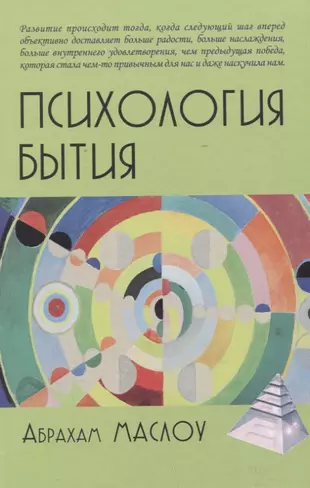 Развитие происходит тогда, когда следующий шаг вперед
объективно доставляет больше радости, больше наслаждения,
больше внутреннего удовлетворения, чем предыдущая победа,
которая стала чем-то привычным для нас и даже наскучила нам.
ПСИХОЛОГИЯ
БЫТИЯ
АБРАХАМ МАСЛОУ